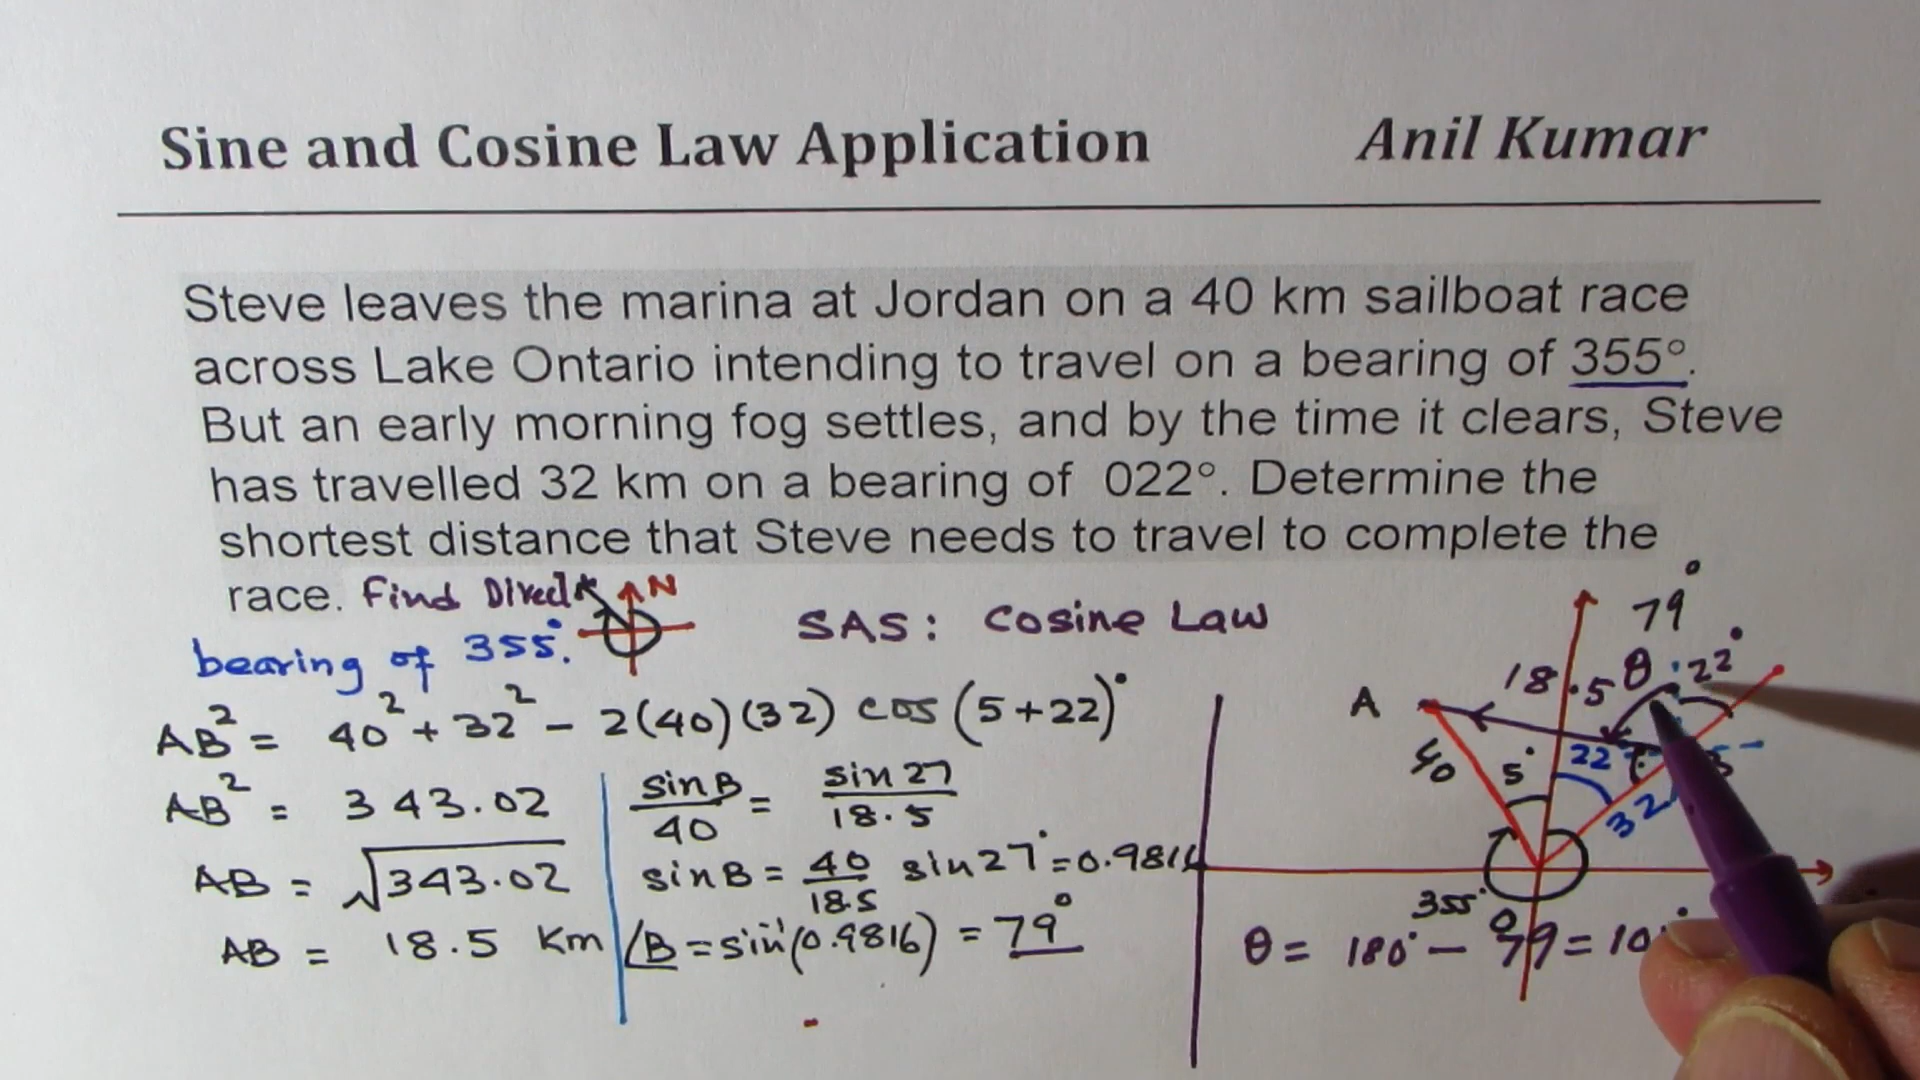 Sine and Cosine Law Application Anil Kumar
Steve leaves the marina at Jordan on a 40 km sailboat race
across Lake Ontario intending to travel on a bearing of 355°.
But an early morning fog settles, and by the time it clears, Steve
has travelled 32 km on a bearing of 022°. Determine the
shortest distance that Steve needs to travel to complete the
race. Find Direct
N
SAS: Cosine Law
bearing of 355°.
AB² = 40² + 32² - 2(40)(32) cos(5+22)°
AB² = 343.02
AB = √343.02
AB = 18.5 Km
sinB/40 = sin27/18.5
sinB = 40/18.5 sin27° = 0.981
∠B = sin⁻¹(0.9816) = 79°
79°
18.5 θ 22°
A
40 5° 22
32
355°
θ = 180° - 79° = 10